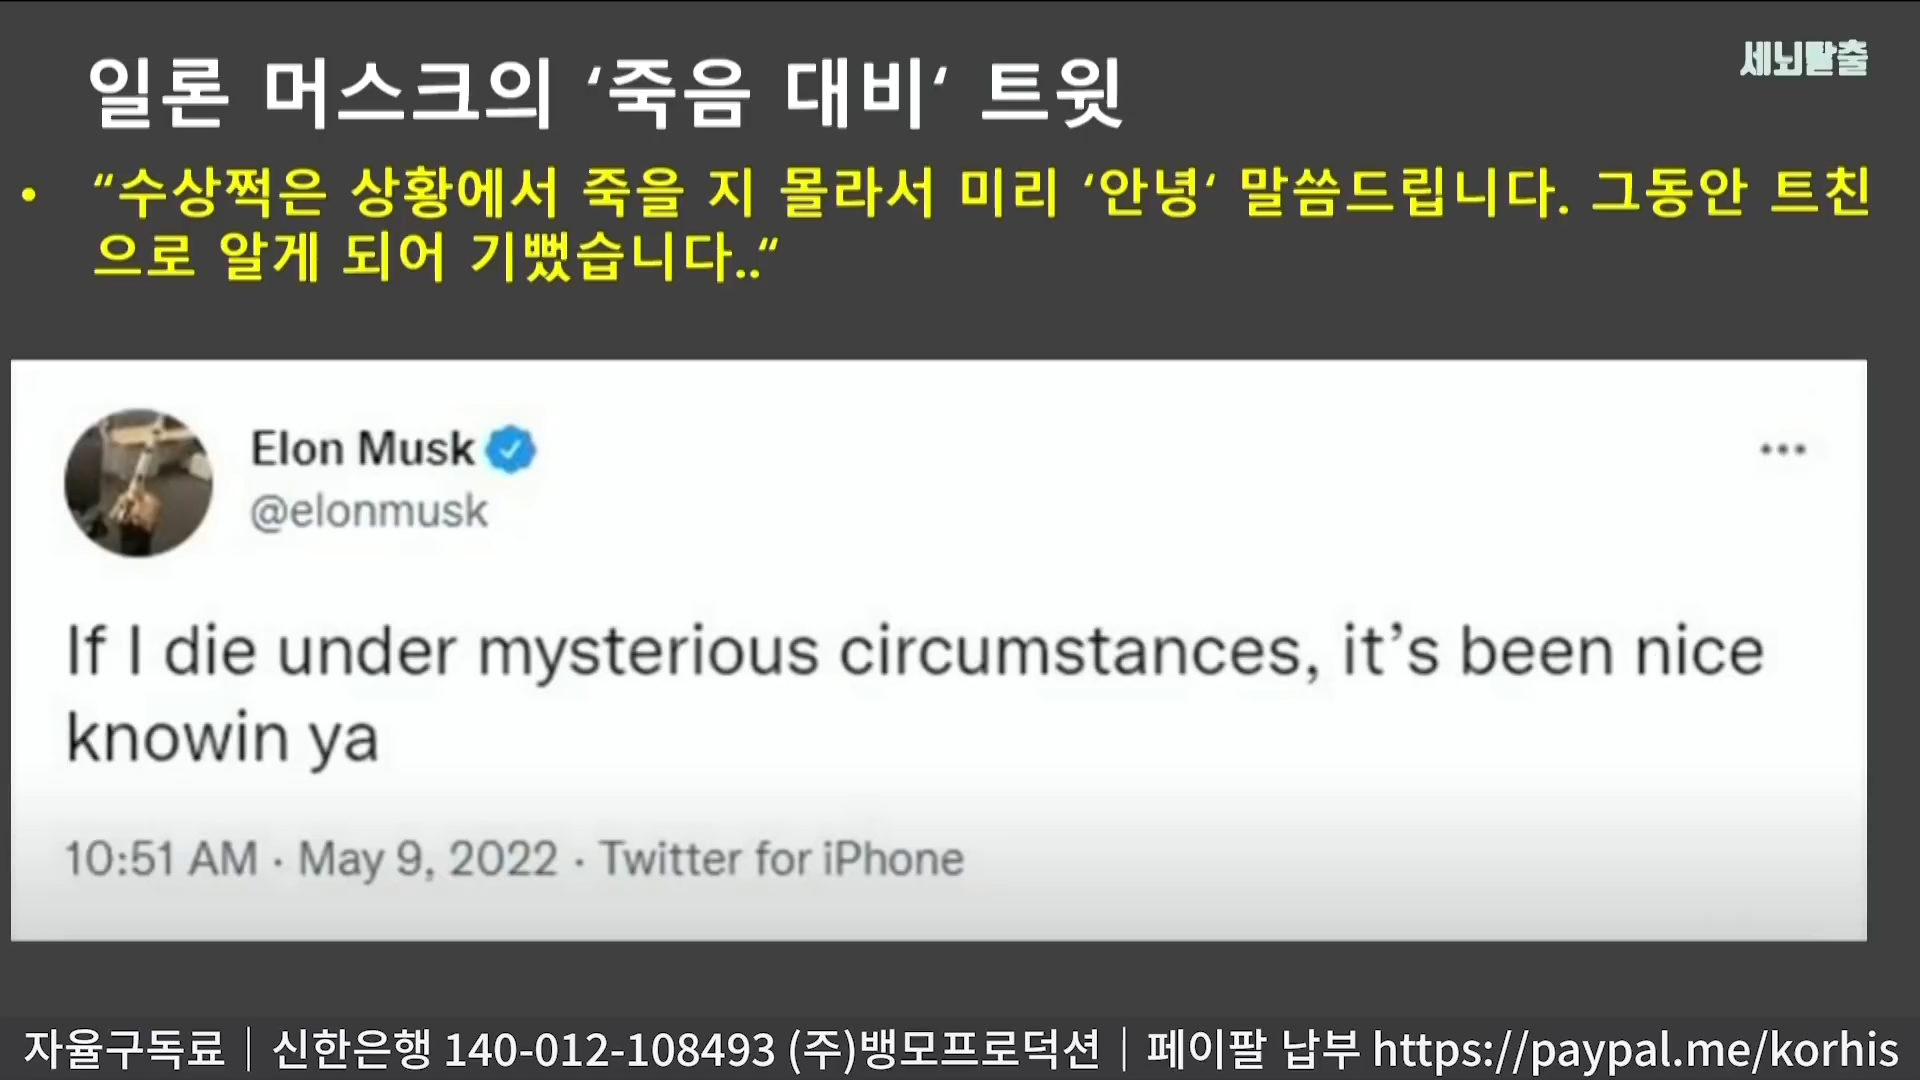 일론 머스크의 ‘죽음 대비‘ 트윗
세뇌탈출
• “수상쩍은 상황에서 죽을 지 몰라서 미리 ‘안녕‘ 말씀드립니다. 그동안 트친
으로 알게 되어 기뻤습니다..“
Elon Musk
@elonmusk
If I die under mysterious circumstances, it’s been nice
knowin ya
10:51 AM · May 9, 2022 · Twitter for iPhone
자율구독료 | 신한은행 140-012-108493 (주)뱅모프로덕션 | 페이팔 납부 https://paypal.me/korhis